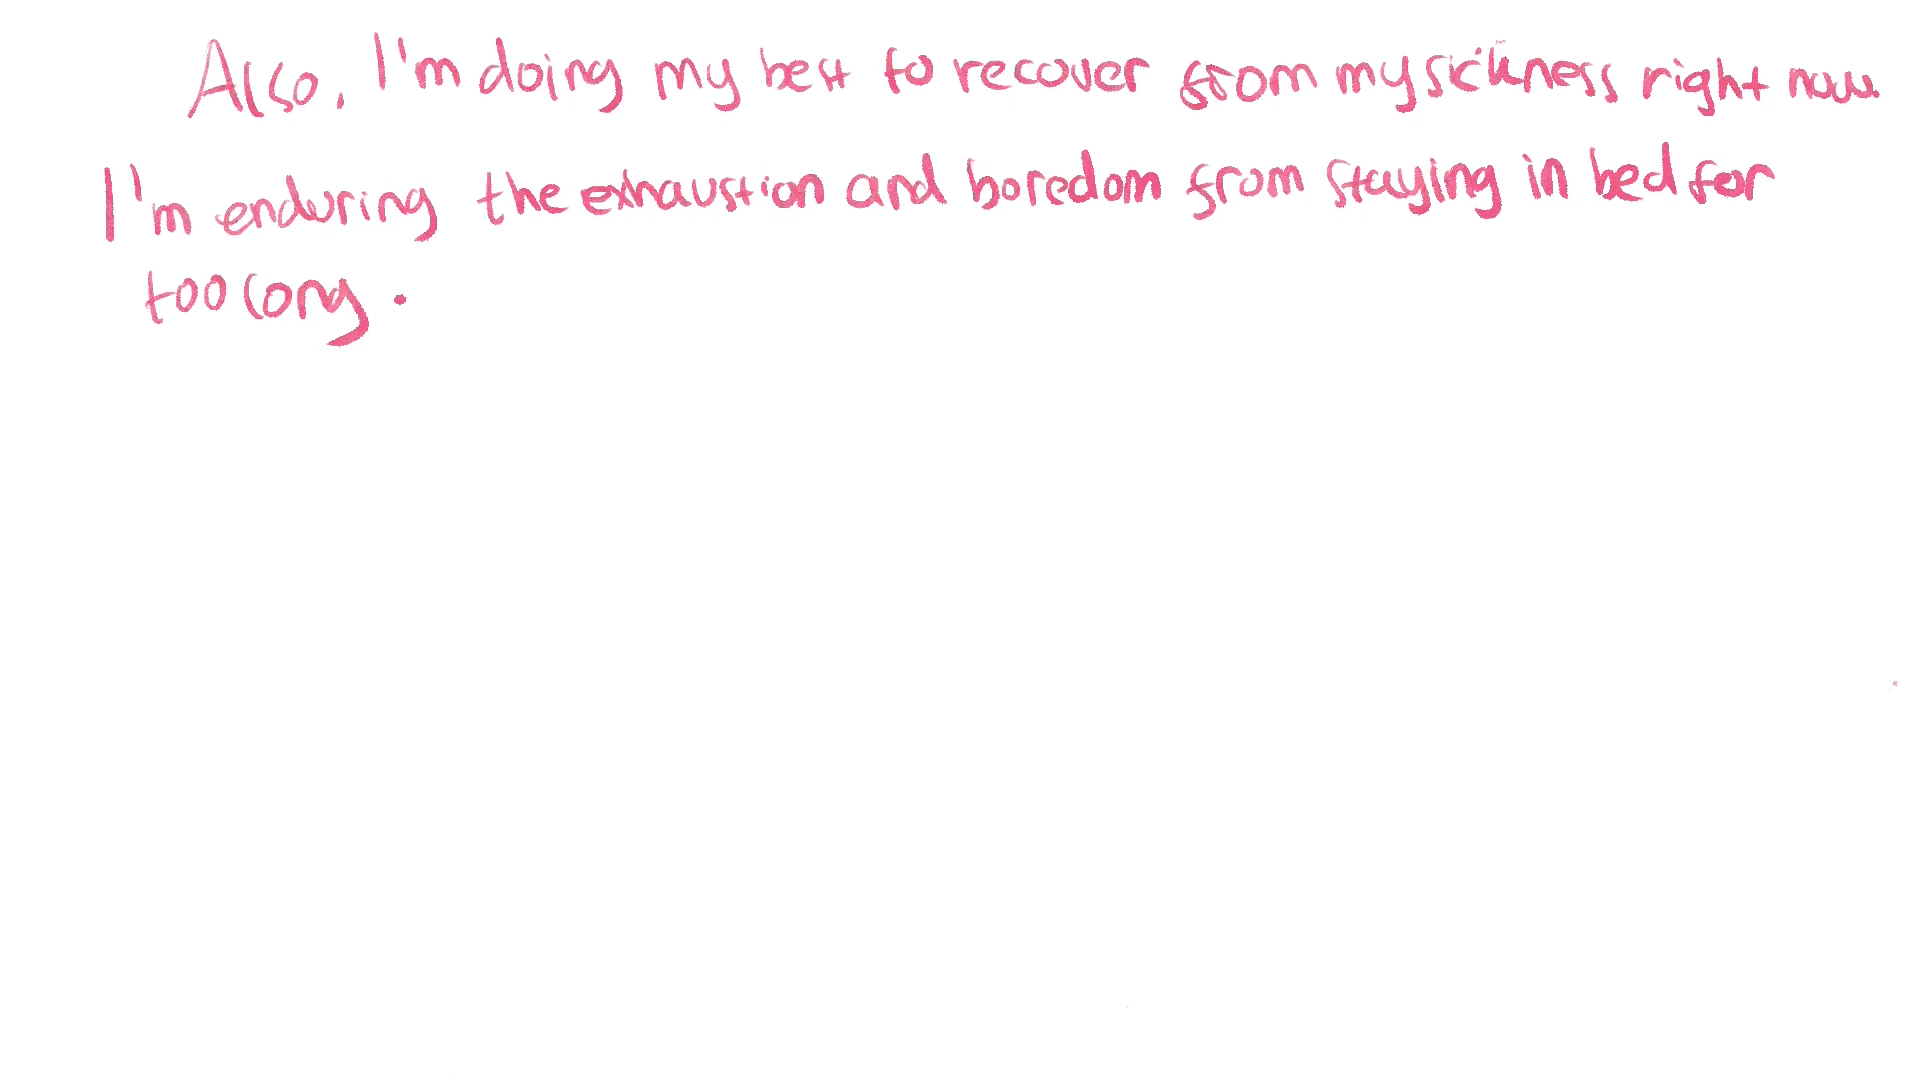 Also, I'm doing my best to recover from my sickness right now.
I'm enduring the exhaustion and boredom from staying in bed for
too long.